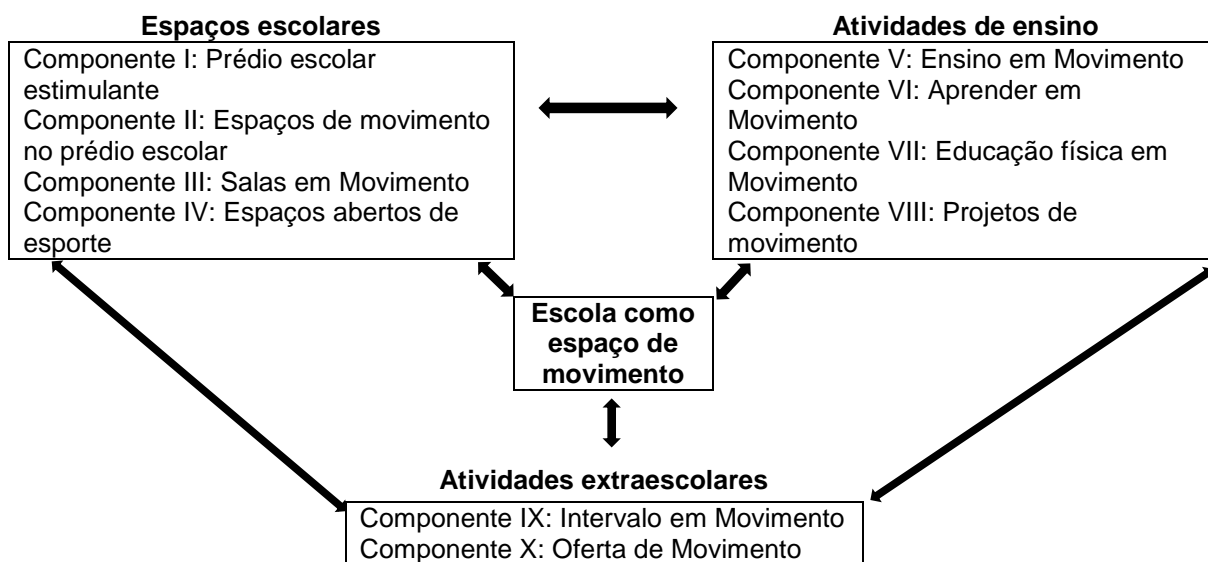 Espaços escolares
Componente I: Prédio escolar
estimulante
Componente II: Espaços de movimento
no prédio escolar
Componente III: Salas em Movimento
Componente IV: Espaços abertos de
esporte
Atividades de ensino
Componente V: Ensino em Movimento
Componente VI: Aprender em
Movimento
Componente VII: Educação física em
Movimento
Componente VIII: Projetos de
movimento
Escola como
espaço de
movimento
Atividades extraescolares
Componente IX: Intervalo em Movimento
Componente X: Oferta de Movimento